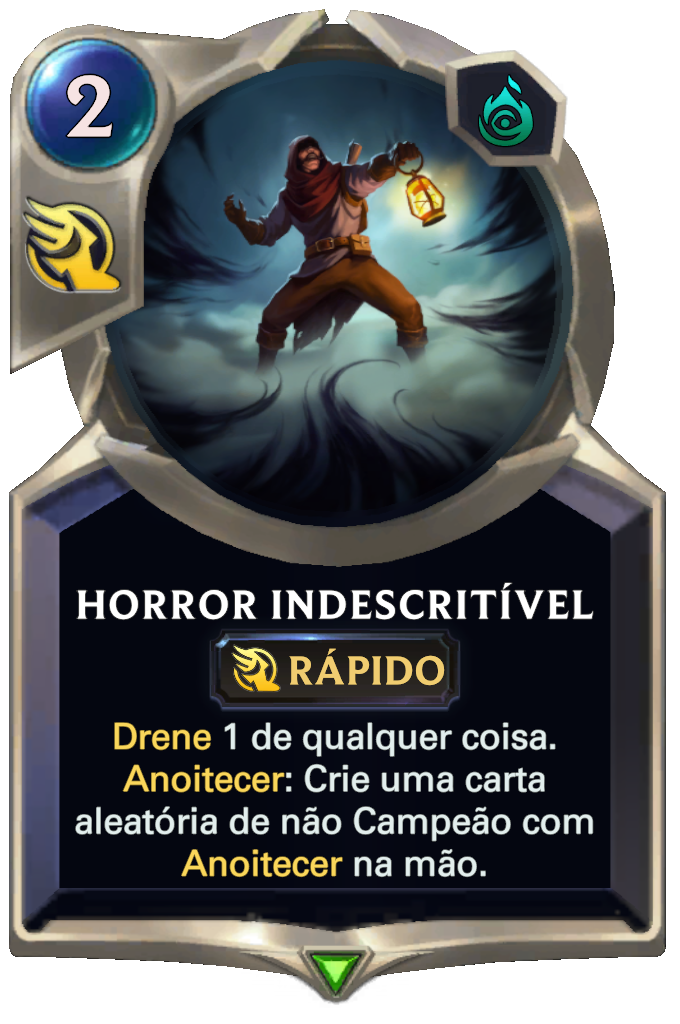 2
HORROR INDESCRITÍVEL
RÁPIDO
Drene 1 de qualquer coisa.
Anoitecer: Crie uma carta
aleatória de não Campeão com
Anoitecer na mão.